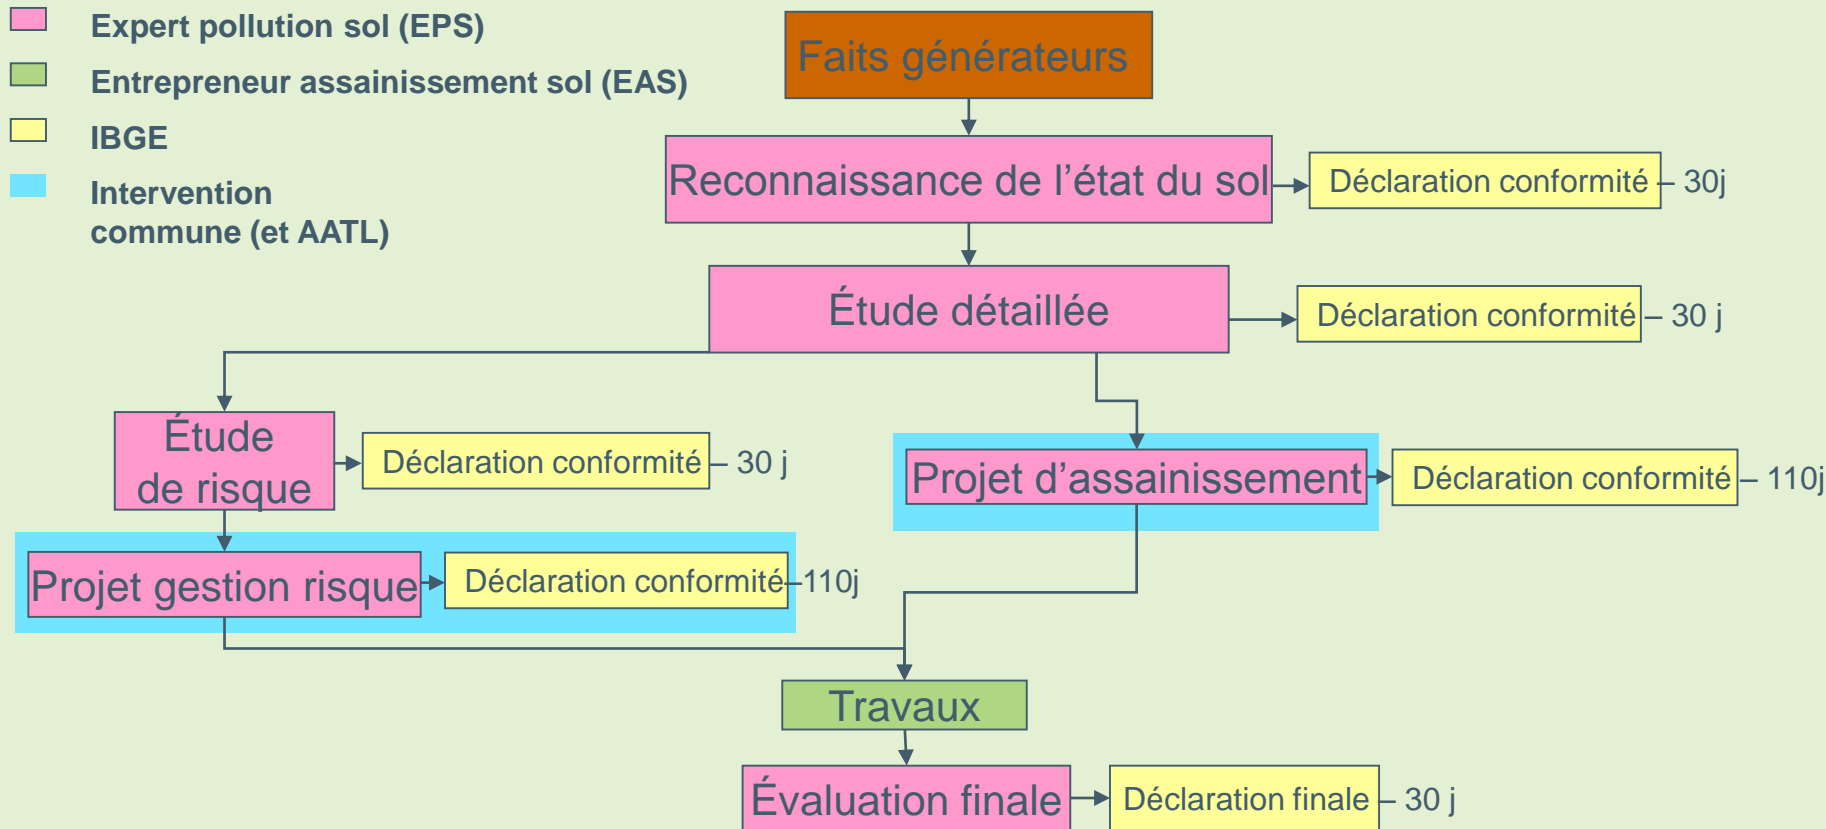 Expert pollution sol (EPS)
Entrepreneur assainissement sol (EAS)
IBGE
Intervention
commune (et AATL)
Faits générateurs
Reconnaissance de l'état du sol
Déclaration conformité – 30j
Étude détaillée
Déclaration conformité – 30 j
Étude
de risque
Déclaration conformité – 30 j
Projet d'assainissement
Déclaration conformité – 110j
Projet gestion risque
Déclaration conformité –110j
Travaux
Évaluation finale
Déclaration finale – 30 j